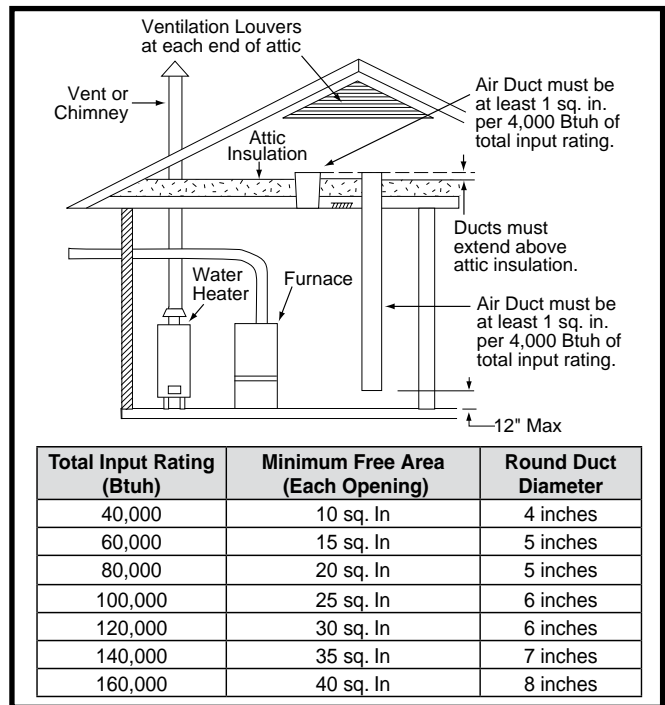 Ventilation Louvers
at each end of attic
Vent or
Chimney
Air Duct must be
at least 1 sq. in.
per 4,000 Btuh of
total input rating.
Attic
Insulation
Ducts must
extend above
attic insulation.
Water
Heater
Furnace
Air Duct must be
at least 1 sq. in.
per 4,000 Btuh of
total input rating.
12" Max
Total Input Rating (Btuh) Minimum Free Area (Each Opening) Round Duct Diameter
40,000 10 sq. In 4 inches
60,000 15 sq. In 5 inches
80,000 20 sq. In 5 inches
100,000 25 sq. In 6 inches
120,000 30 sq. In 6 inches
140,000 35 sq. In 7 inches
160,000 40 sq. In 8 inches